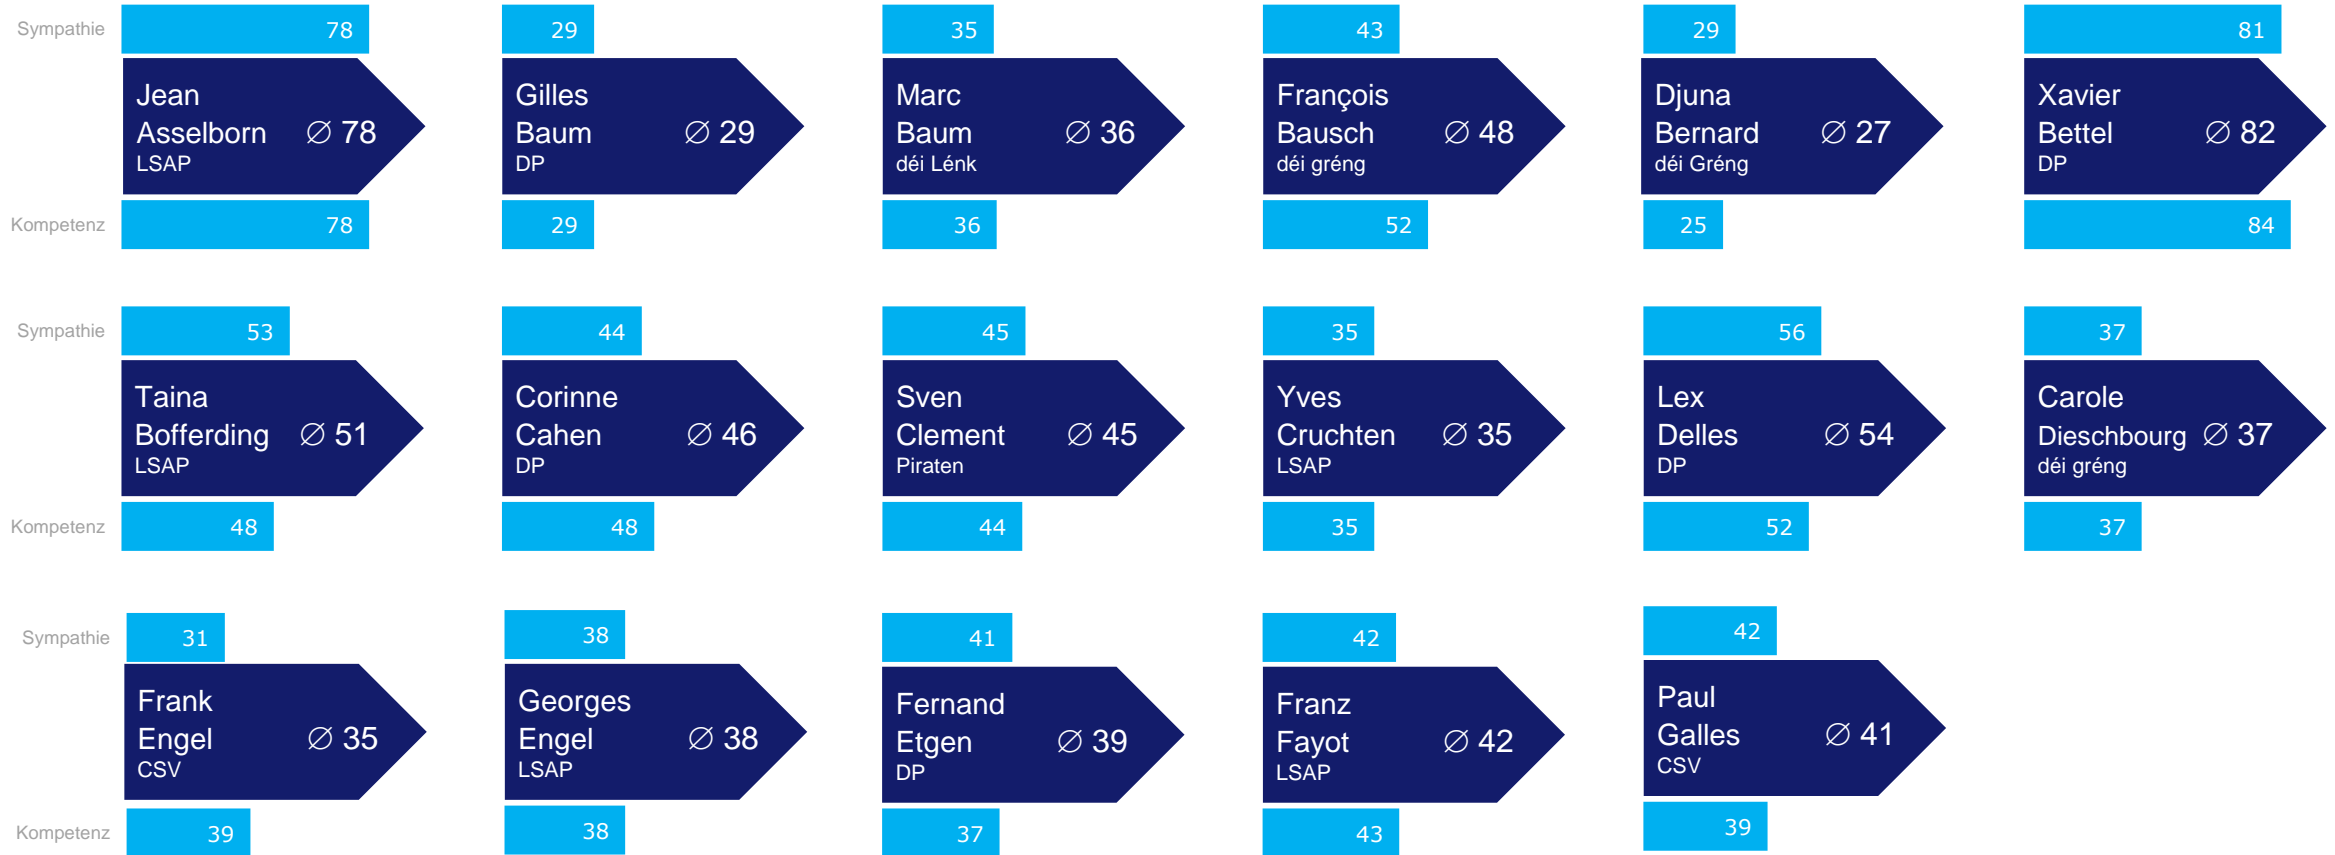 Sympathie
78
29
35
43
29
81
Jean
Asselborn ∅ 78
LSAP
Gilles
Baum ∅ 29
DP
Marc
Baum ∅ 36
déi Lénk
François
Bausch ∅ 48
déi gréng
Djuna
Bernard ∅ 27
déi Gréng
Xavier
Bettel ∅ 82
DP
Kompetenz
78
29
36
52
25
84
Sympathie
53
44
45
35
56
37
Taina
Bofferding ∅ 51
LSAP
Corinne
Cahen ∅ 46
DP
Sven
Clement ∅ 45
Piraten
Yves
Cruchten ∅ 35
LSAP
Lex
Delles ∅ 54
DP
Carole
Dieschbourg ∅ 37
déi gréng
Kompetenz
48
48
44
35
52
37
Sympathie
31
38
41
42
42
Frank
Engel ∅ 35
CSV
Georges
Engel ∅ 38
LSAP
Fernand
Etgen ∅ 39
DP
Franz
Fayot ∅ 42
LSAP
Paul
Galles ∅ 41
CSV
Kompetenz
39
38
37
43
39